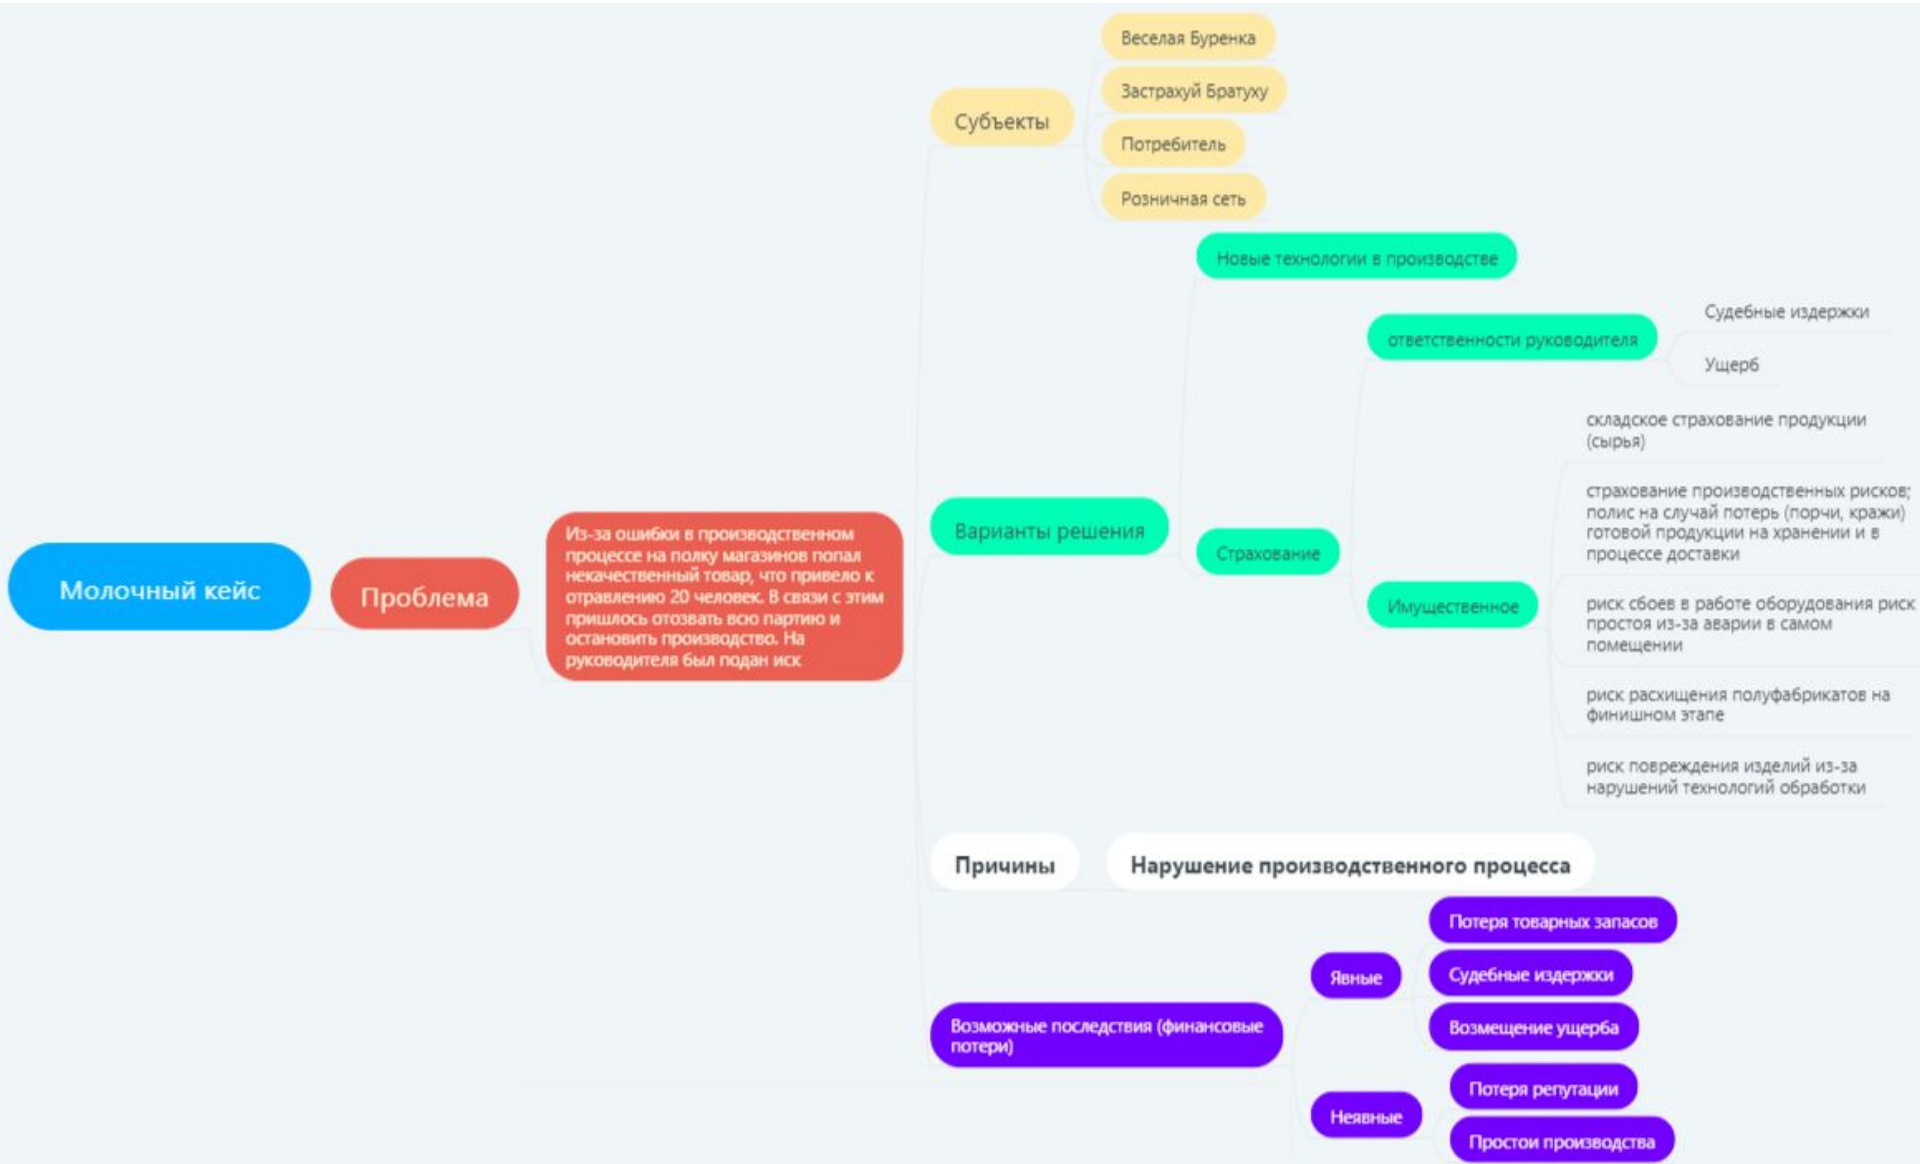 Молочный кейс
Проблема
Из-за ошибки в производственном
процессе на полку магазинов попал
некачественный товар, что привело к
отравлению 20 человек. В связи с этим
пришлось отозвать всю партию и
остановить производство. На
руководителя был подан иск
Субъекты
Веселая Буренка
Застрахуй Братуху
Потребитель
Розничная сеть
Варианты решения
Новые технологии в производстве
Страхование
ответственности руководителя
Судебные издержки
Ущерб
Имущественное
складское страхование продукции
(сырья)
страхование производственных рисков;
полис на случай потерь (порчи, кражи)
готовой продукции на хранении и в
процессе доставки
риск сбоев в работе оборудования риск
простоя из-за аварии в самом
помещении
риск расхищения полуфабрикатов на
финишном этапе
риск повреждения изделий из-за
нарушений технологий обработки
Причины
Нарушение производственного процесса
Возможные последствия (финансовые
потери)
Явные
Потеря товарных запасов
Судебные издержки
Возмещение ущерба
Неявные
Потеря репутации
Простои производства